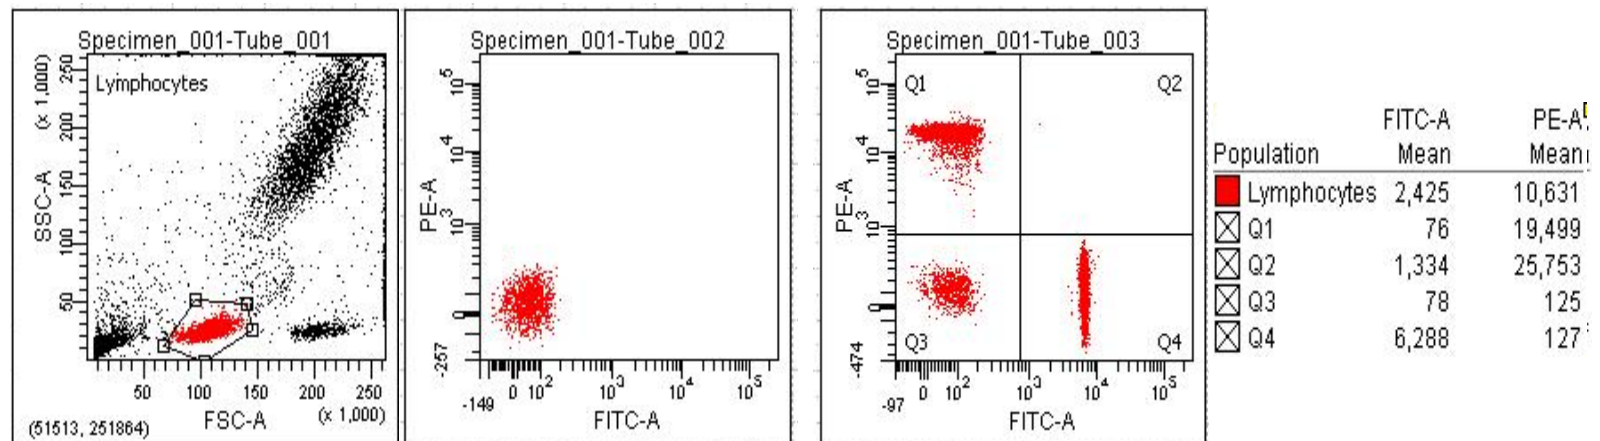 Specimen_001-Tube_001
Lymphocytes
SSC-A
(x 1,000)
50 100 150 200 250
50 100 150 200 250
(x 1,000)
FSC-A
(51513, 251864)
Specimen_001-Tube_002
PE-A
-257 0 10^3 10^4 10^5
-149 0 10^2 10^3 10^4 10^5
FITC-A
Specimen_001-Tube_003
Q1 Q2
Q3 Q4
PE-A
-474 0 10^3 10^4 10^5
-97 0 10^2 10^3 10^4 10^5
FITC-A
FITC-A PE-A
Population Mean Mean
Lymphocytes 2,425 10,631
Q1 76 19,499
Q2 1,334 25,753
Q3 78 125
Q4 6,288 127